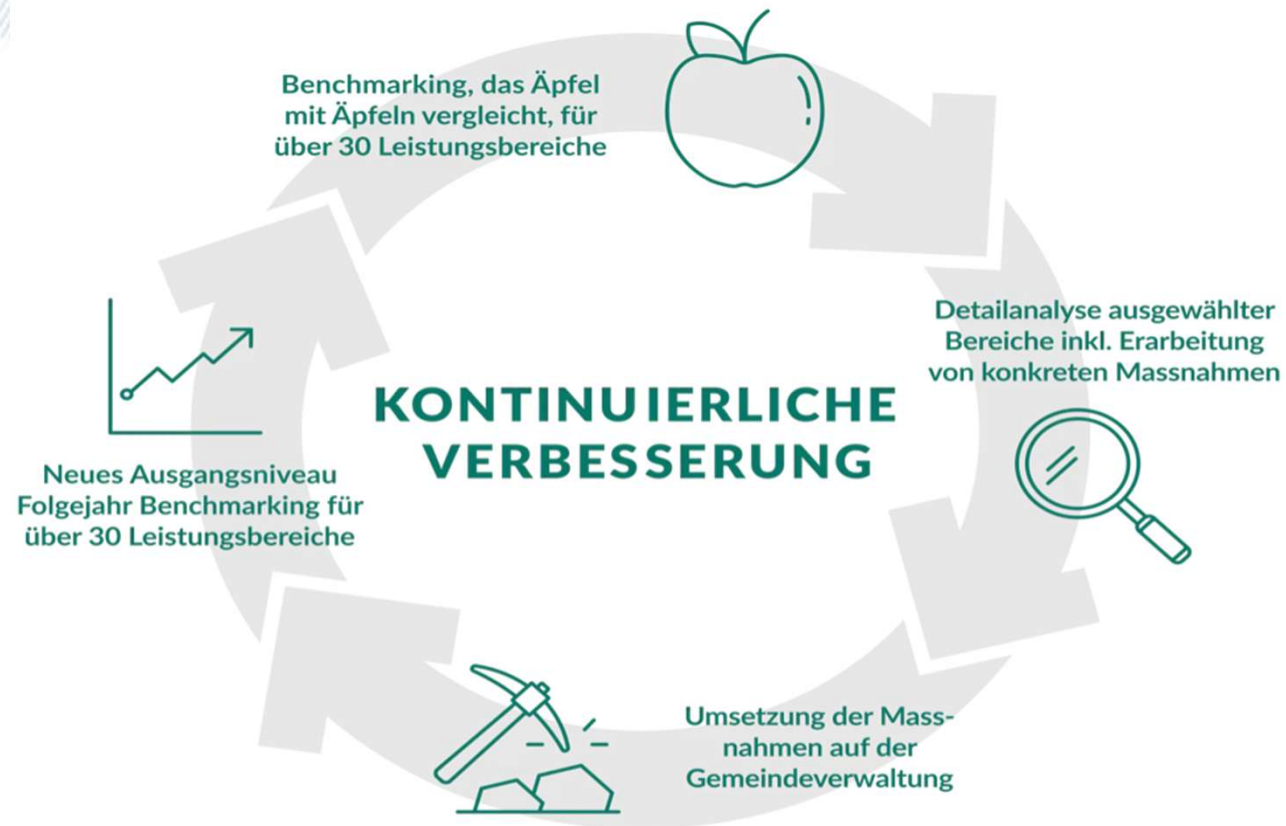 Benchmarking, das Äpfel
mit Äpfeln vergleicht, für
über 30 Leistungsbereiche
Detailanalyse ausgewählter
Bereiche inkl. Erarbeitung
von konkreten Massnahmen
KONTINUIERLICHE
VERBESSERUNG
Neues Ausgangsniveau
Folgejahr Benchmarking für
über 30 Leistungsbereiche
Umsetzung der Mass-
nahmen auf der
Gemeindeverwaltung